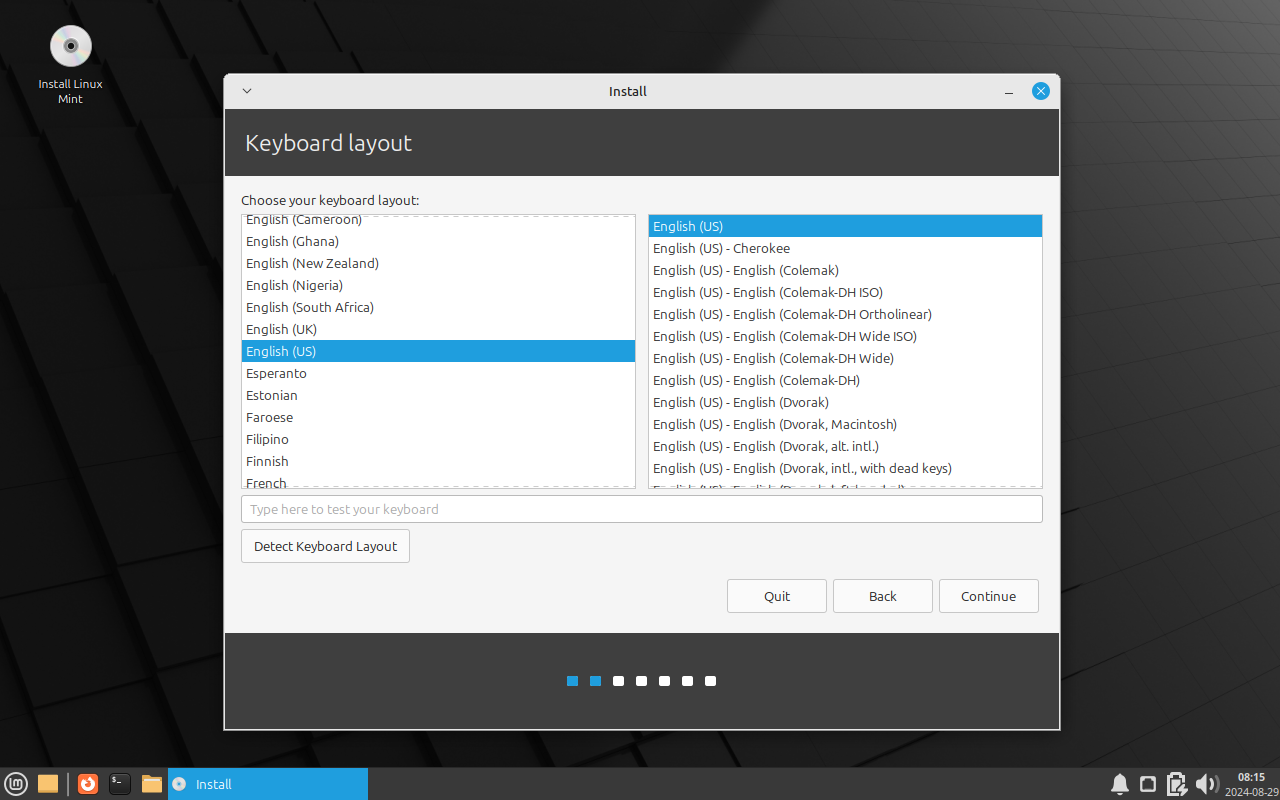 Install Linux
Mint
Install
Keyboard layout
Choose your keyboard layout:
English (Cameroon)
English (Ghana)
English (New Zealand)
English (Nigeria)
English (South Africa)
English (UK)
English (US)
Esperanto
Estonian
Faroese
Filipino
Finnish
French
English (US)
English (US) - Cherokee
English (US) - English (Colemak)
English (US) - English (Colemak-DH ISO)
English (US) - English (Colemak-DH Ortholinear)
English (US) - English (Colemak-DH Wide ISO)
English (US) - English (Colemak-DH Wide)
English (US) - English (Colemak-DH)
English (US) - English (Dvorak)
English (US) - English (Dvorak, Macintosh)
English (US) - English (Dvorak, alt. intl.)
English (US) - English (Dvorak, intl., with dead keys)
Type here to test your keyboard
Detect Keyboard Layout
Quit
Back
Continue
$_
Install
08:15
2024-08-29